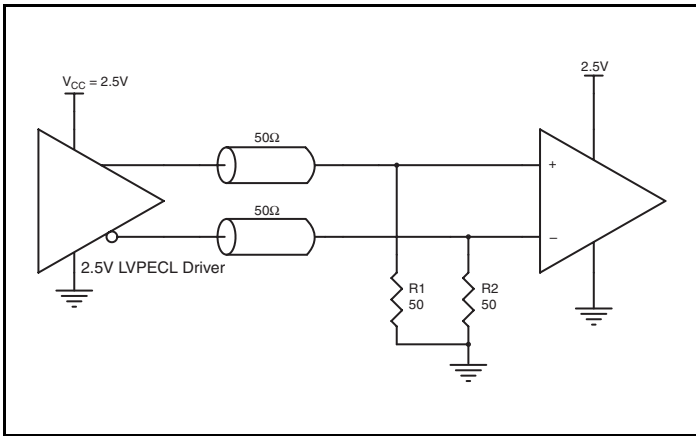 V_CC = 2.5V
2.5V
50Ω
+
50Ω
−
2.5V LVPECL Driver
R1
50
R2
50